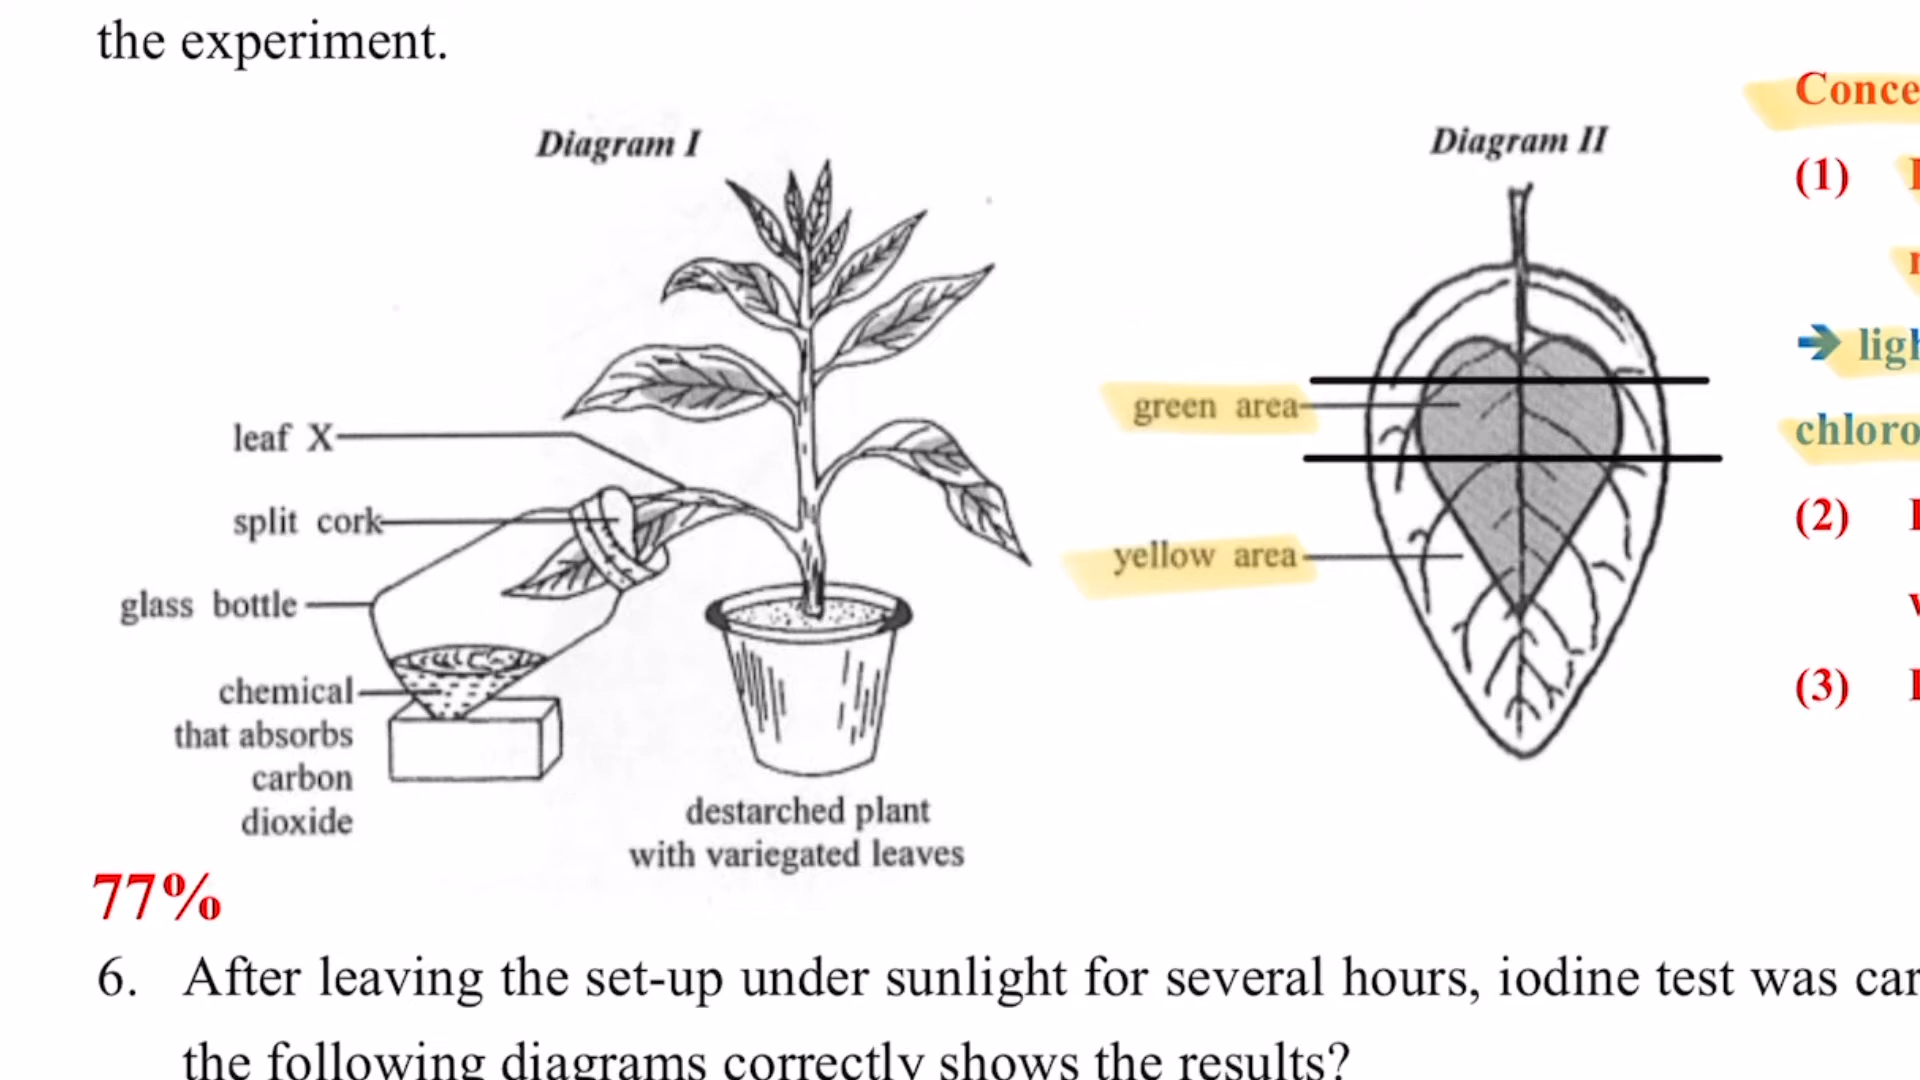 the experiment.
Diagram I
leaf X
split cork
glass bottle
chemical
that absorbs
carbon
dioxide
destarched plant
with variegated leaves
Diagram II
green area
yellow area
Conce
(1)
➔ ligh
chloro
(2)
(3)
77%
6. After leaving the set-up under sunlight for several hours, iodine test was car
the following diagrams correctly shows the results?